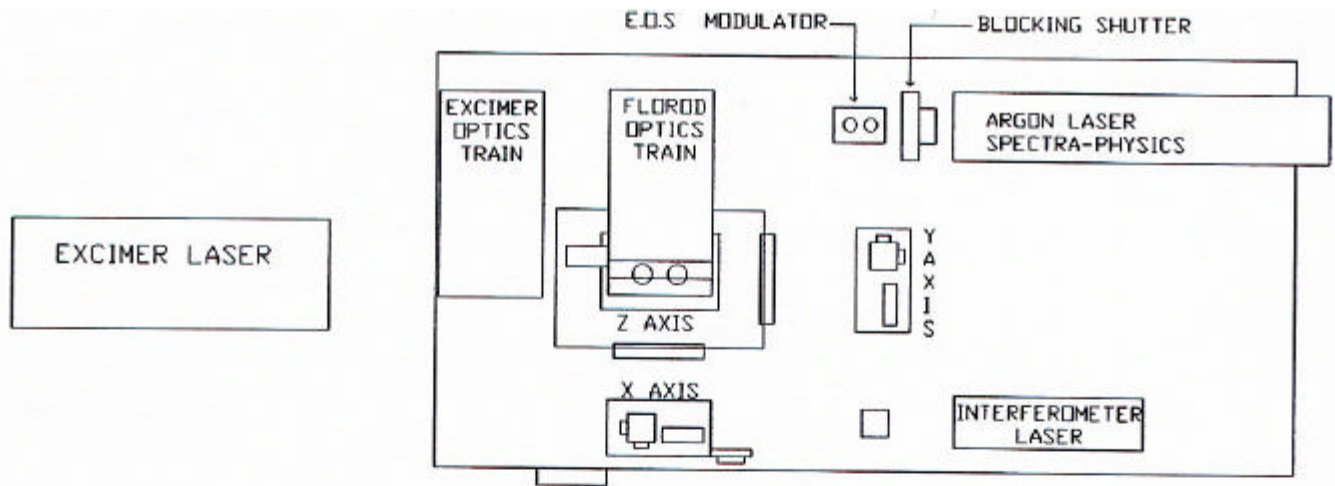 E.O.S MODULATOR
BLOCKING SHUTTER
EXCIMER
OPTICS
TRAIN
FLOROD
OPTICS
TRAIN
ARGON LASER
SPECTRA-PHYSICS
EXCIMER LASER
Y AXIS
Z AXIS
X AXIS
INTERFEROMETER
LASER